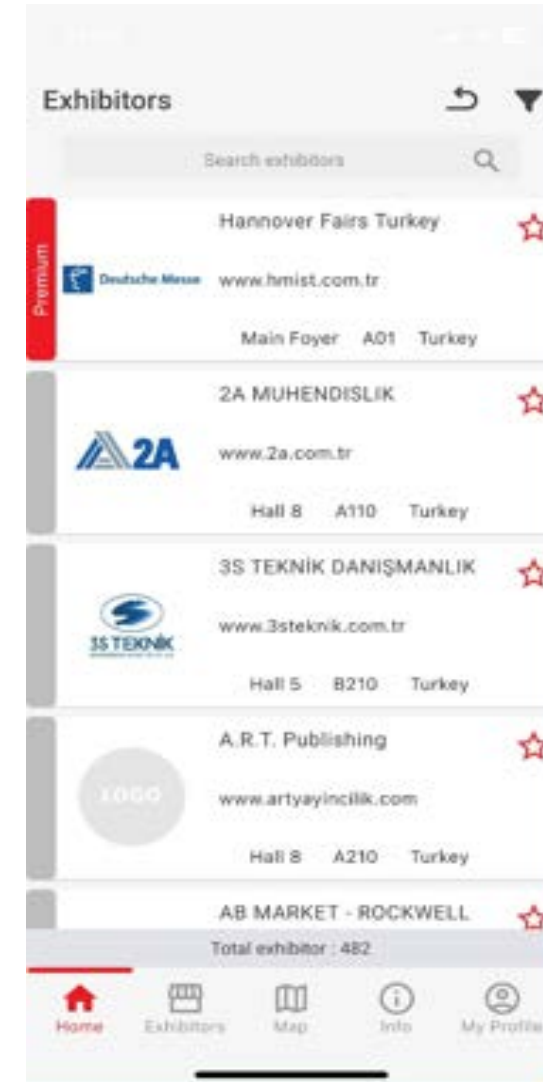 Exhibitors
Search exhibitors
Premium
Deutsche Messe
Hannover Fairs Turkey
www.hmist.com.tr
Main Foyer A01 Turkey
2A
2A MUHENDISLIK
www.2a.com.tr
Hall 8 A110 Turkey
3S TEKNİK
3S TEKNİK DANIŞMANLIK
www.3steknik.com.tr
Hall 5 B210 Turkey
LOGO
A.R.T. Publishing
www.artyayincilik.com
Hall 8 A210 Turkey
AB MARKET - ROCKWELL
Total exhibitor : 482
Home Exhibitors Map Info My Profile